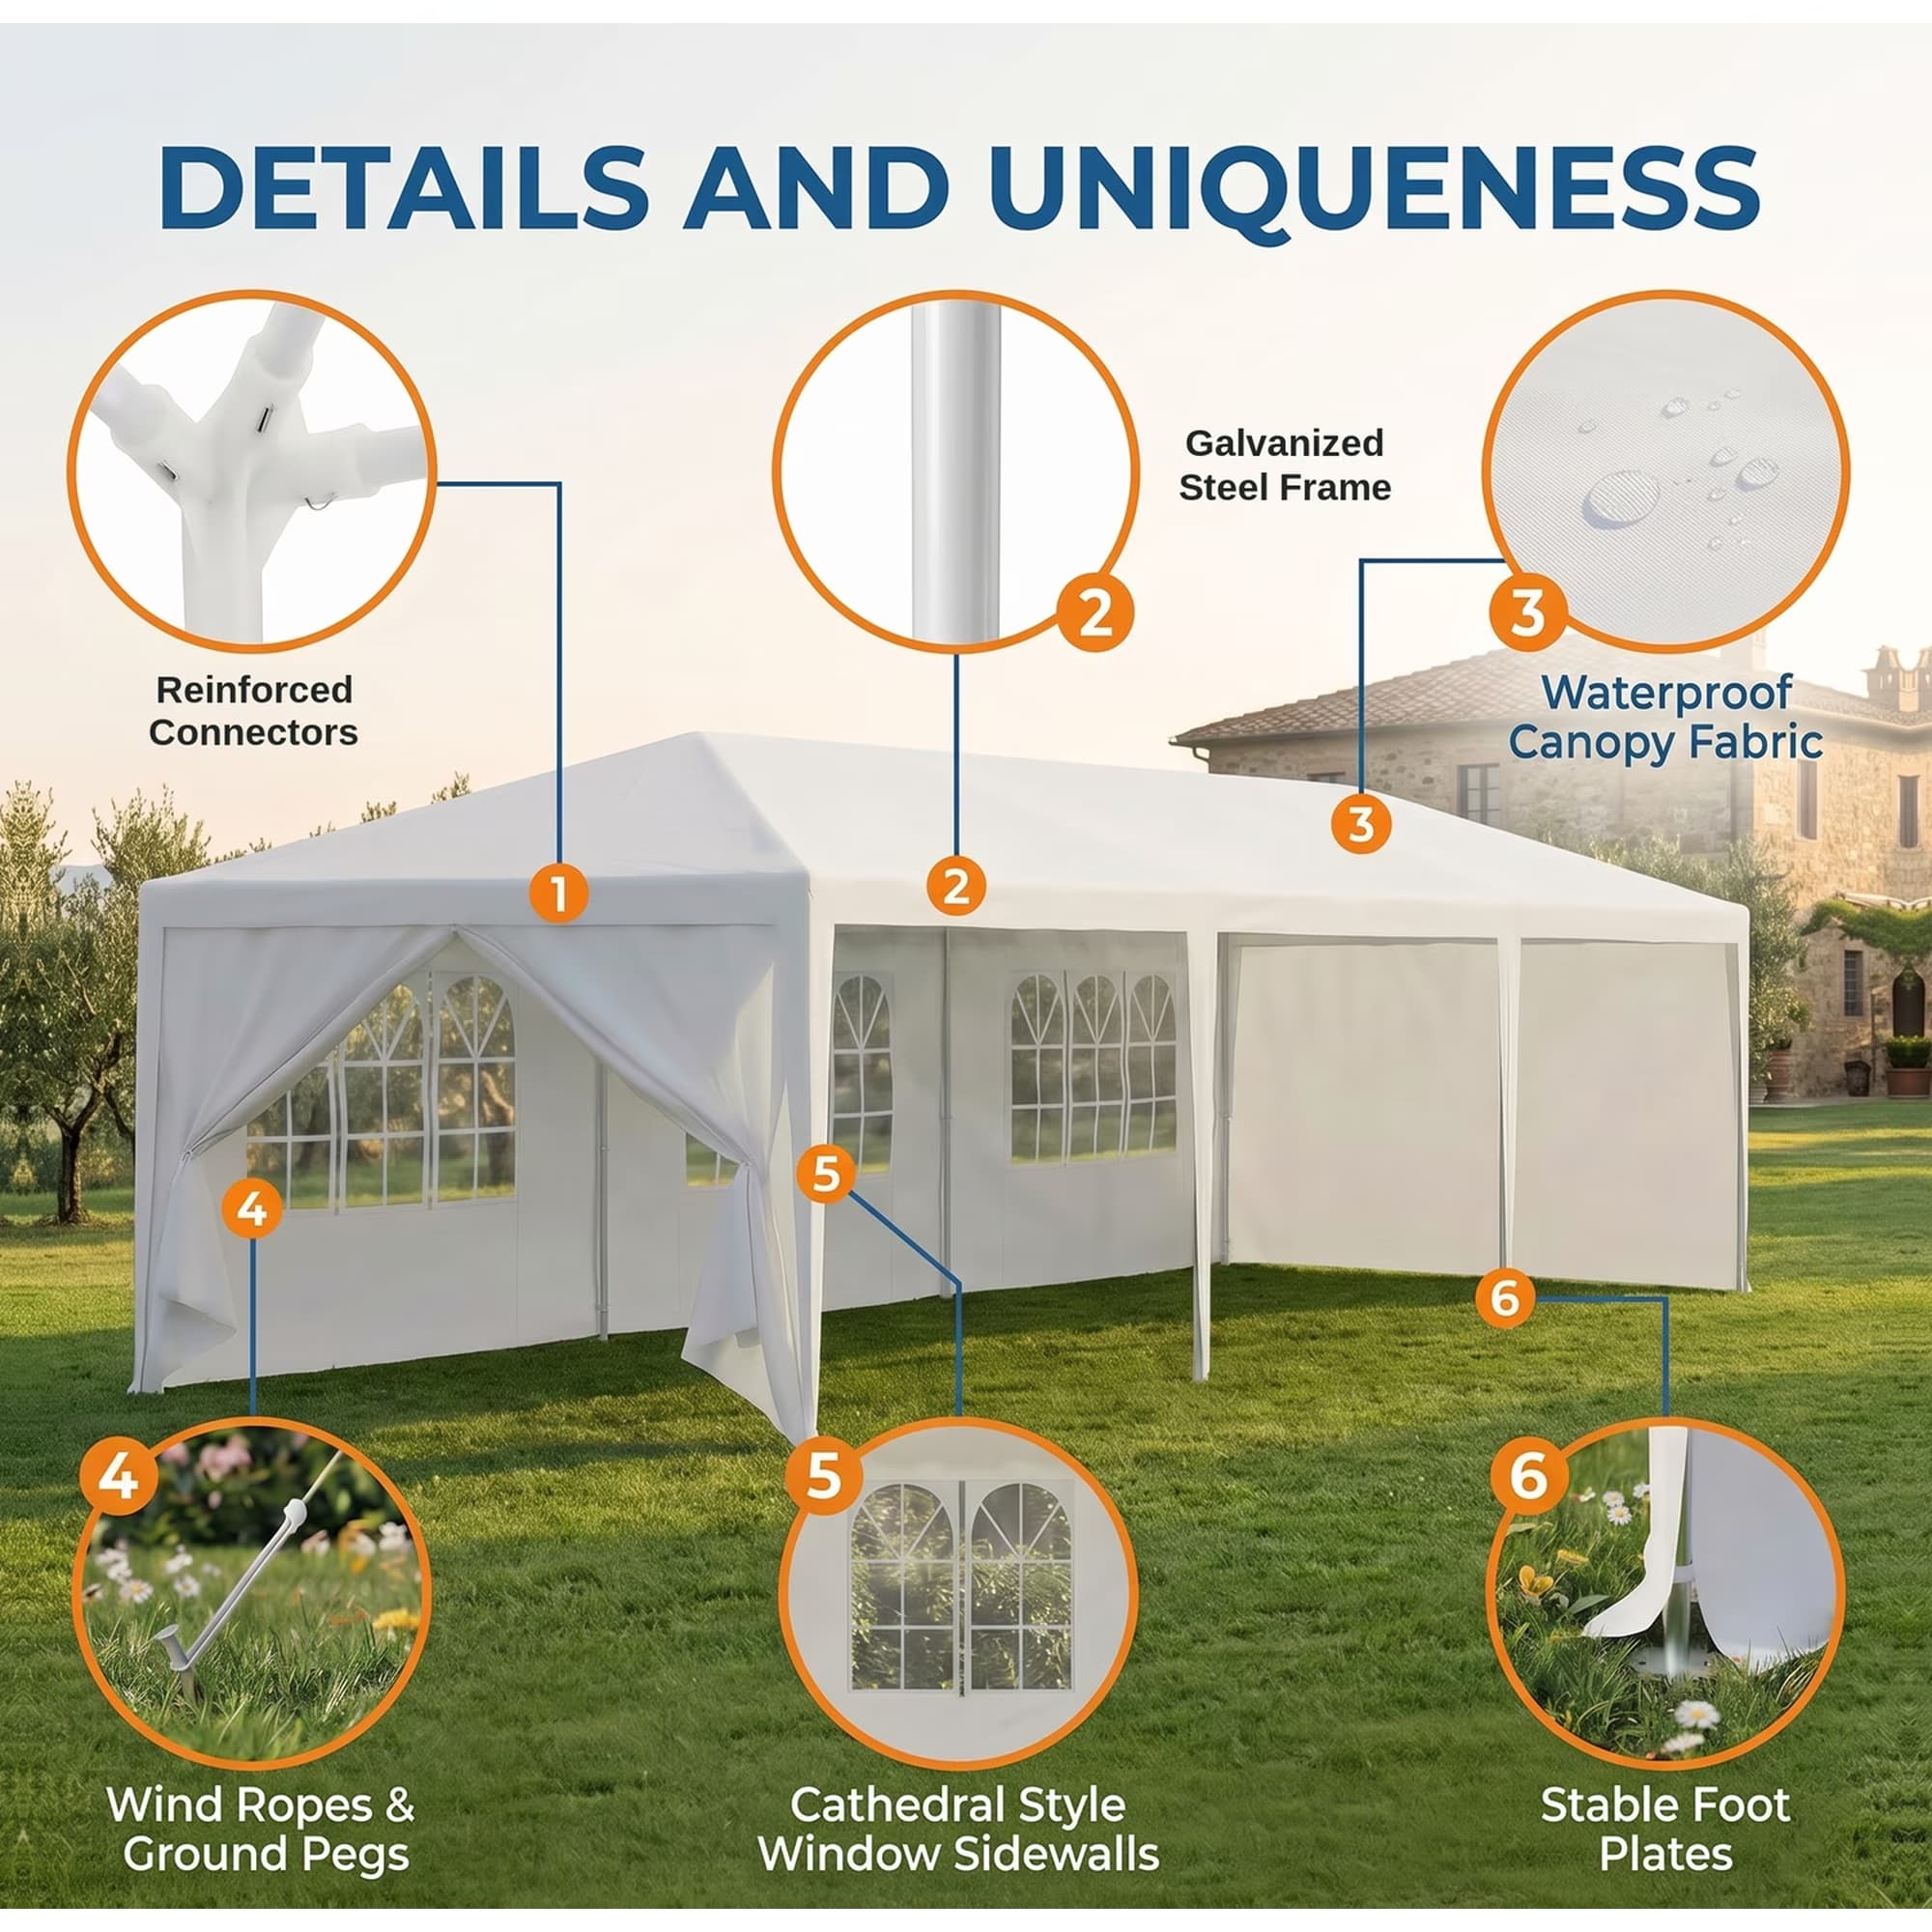 DETAILS AND UNIQUENESS
Galvanized
Steel Frame
2
3
Reinforced
Connectors
Waterproof
Canopy Fabric
3
1
2
5
4
6
4
5
6
Wind Ropes &
Ground Pegs
Cathedral Style
Window Sidewalls
Stable Foot
Plates